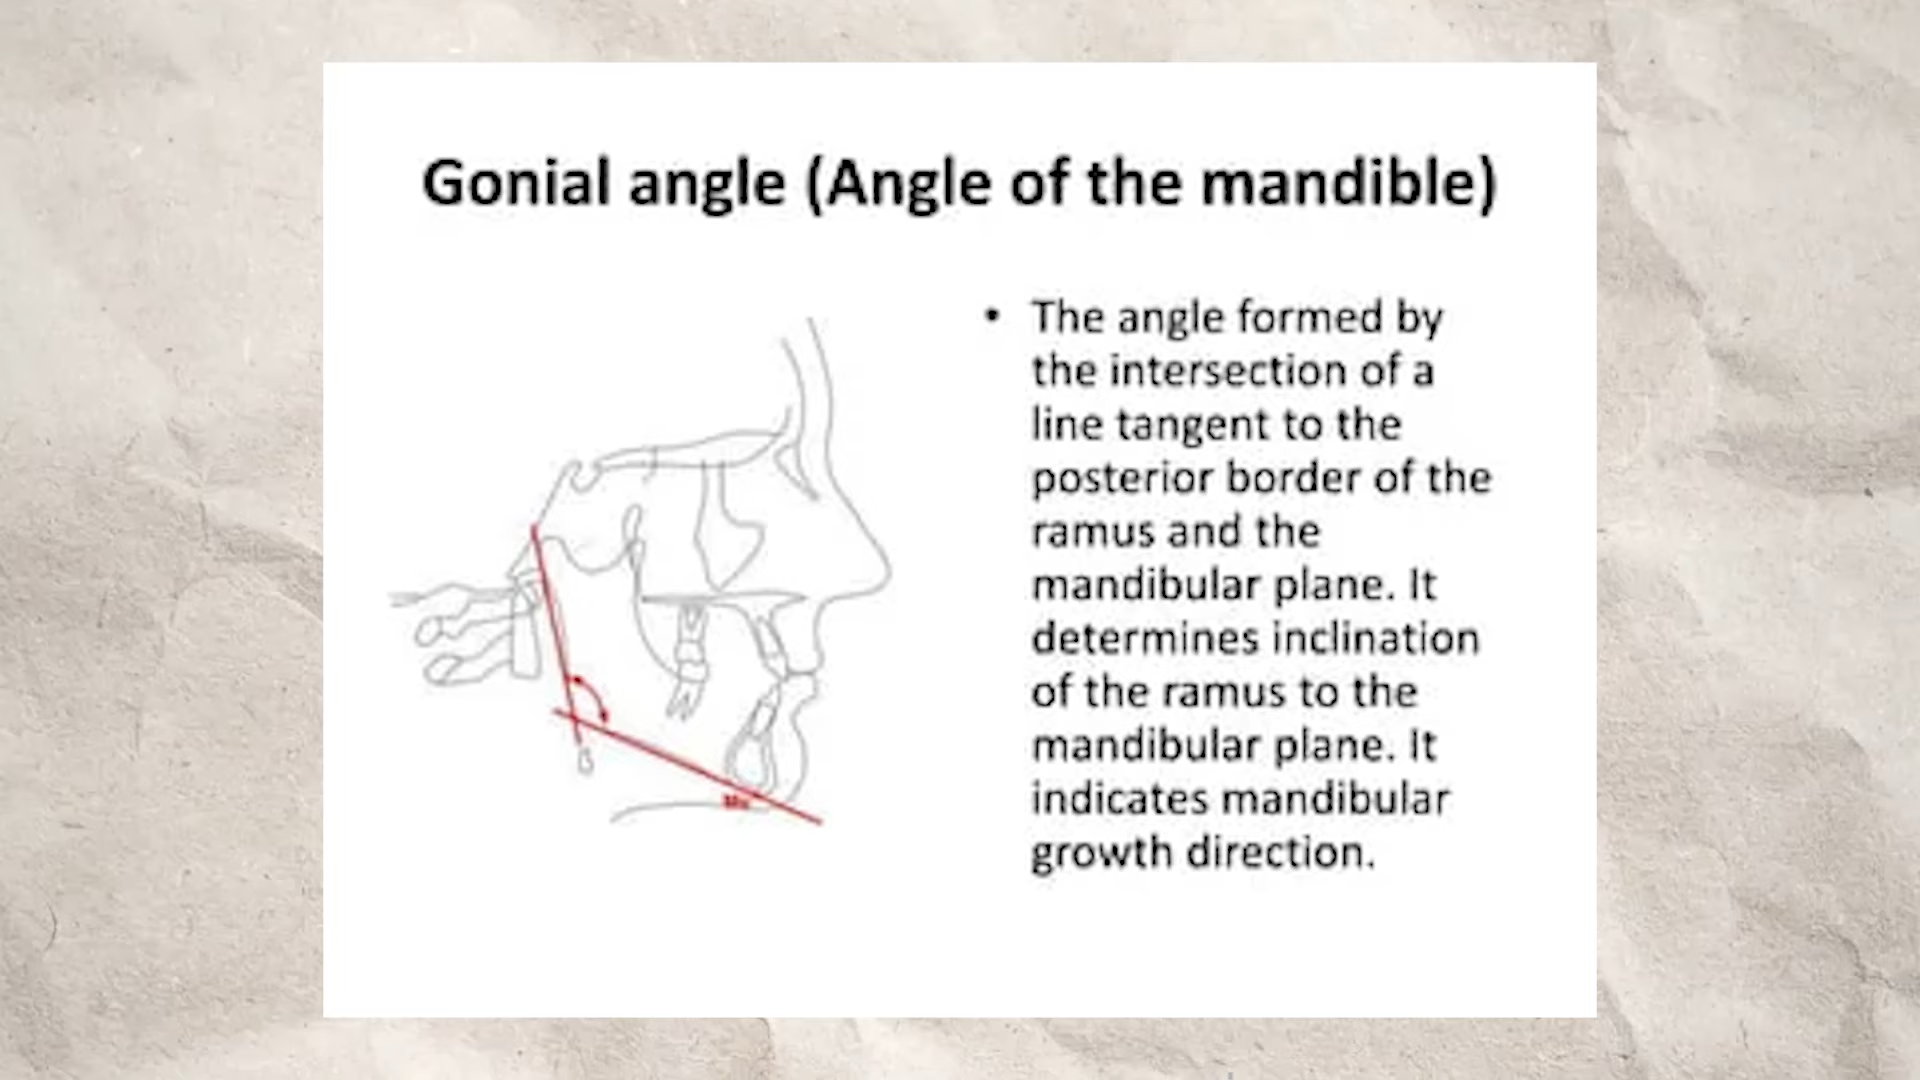 Gonial angle (Angle of the mandible)
• The angle formed by
the intersection of a
line tangent to the
posterior border of the
ramus and the
mandibular plane. It
determines inclination
of the ramus to the
mandibular plane. It
indicates mandibular
growth direction.